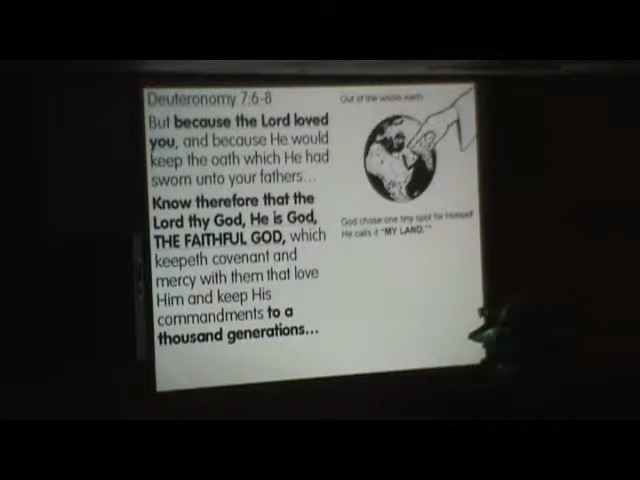 Deuteronomy 7:6-8
But because the Lord loved
you, and because He would
keep the oath which He had
sworn unto your fathers...
Know therefore that the
Lord thy God, He is God,
THE FAITHFUL GOD, which
keepeth covenant and
mercy with them that love
Him and keep His
commandments to a
thousand generations...
Out of the whole earth
God chose one tiny spot for Himself
He calls it "MY LAND."